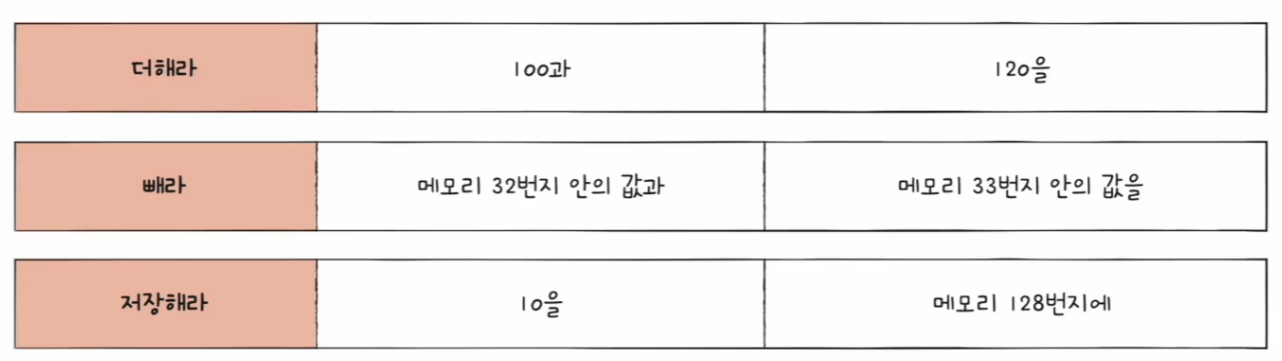 더해라 100과 120을
빼라 메모리 32번지 안의 값과 메모리 33번지 안의 값을
저장해라 10을 메모리 128번지에